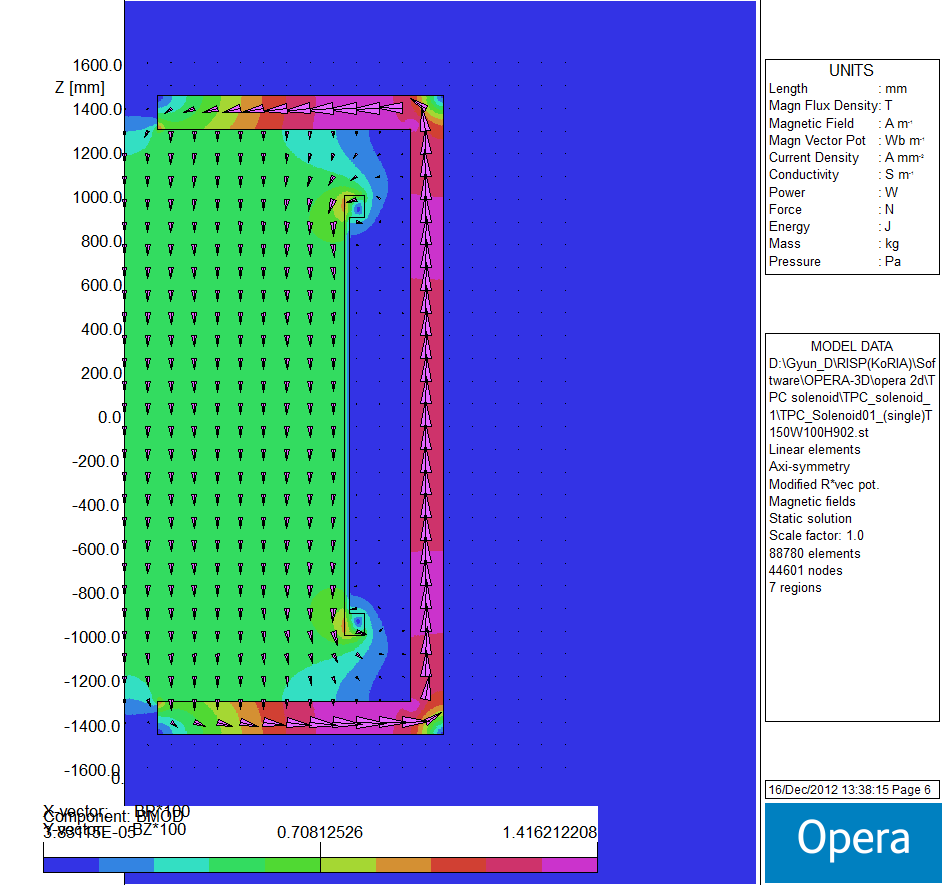 1600.0
Z [mm]
1400.0
1200.0
1000.0
800.0
600.0
400.0
200.0
0.0
-200.0
-400.0
-600.0
-800.0
-1000.0
-1200.0
-1400.0
-1600.0
0.
X-vector: BR*100
Component: BMOD
Y-vector: BZ*100
0.70812526
1.416212208
UNITS
Length : mm
Magn Flux Density: T
Magnetic Field : A m⁻¹
Magn Vector Pot : Wb m⁻¹
Current Density : A mm⁻²
Conductivity : S m⁻¹
Power : W
Force : N
Energy : J
Mass : kg
Pressure : Pa
MODEL DATA
D:\Gyun_D\RISP(KoRIA)\Sof
tware\OPERA-3D\opera 2d\T
PC solenoid\TPC_solenoid_
1\TPC_Solenoid01_(single)T
150W100H902.st
Linear elements
Axi-symmetry
Modified R*vec pot.
Magnetic fields
Static solution
Scale factor: 1.0
88780 elements
44601 nodes
7 regions
16/Dec/2012 13:38:15 Page 6
Opera